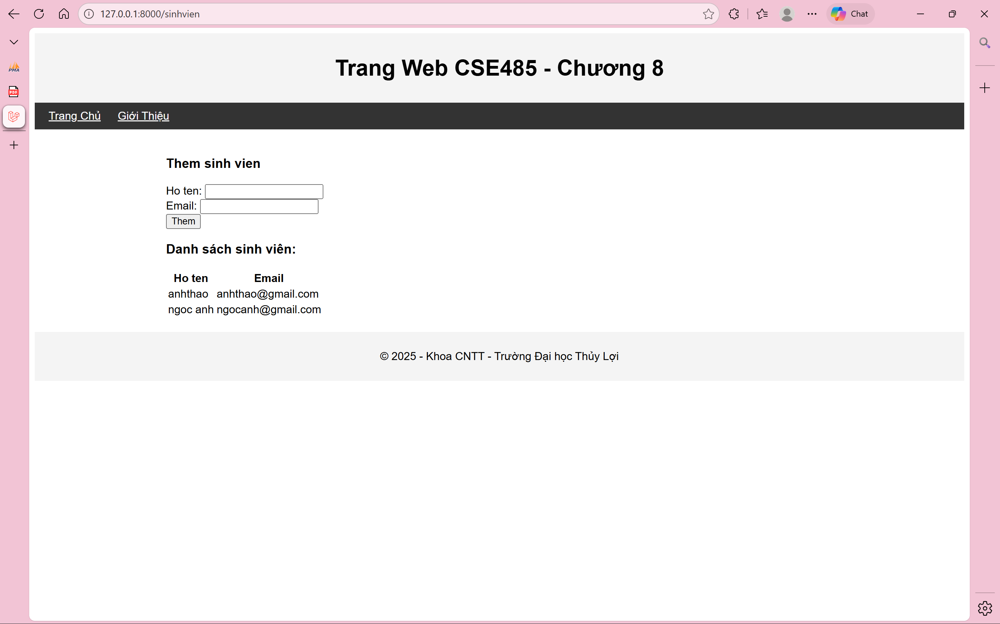 127.0.0.1:8000/sinhvien
Chat
PMA
PDF
Trang Web CSE485 - Chương 8
Trang Chủ Giới Thiệu
Them sinh vien
Ho ten:
Email:
Them
Danh sách sinh viên:
Ho ten Email
anhthao anhthao@gmail.com
ngoc anh ngocanh@gmail.com
© 2025 - Khoa CNTT - Trường Đại học Thủy Lợi